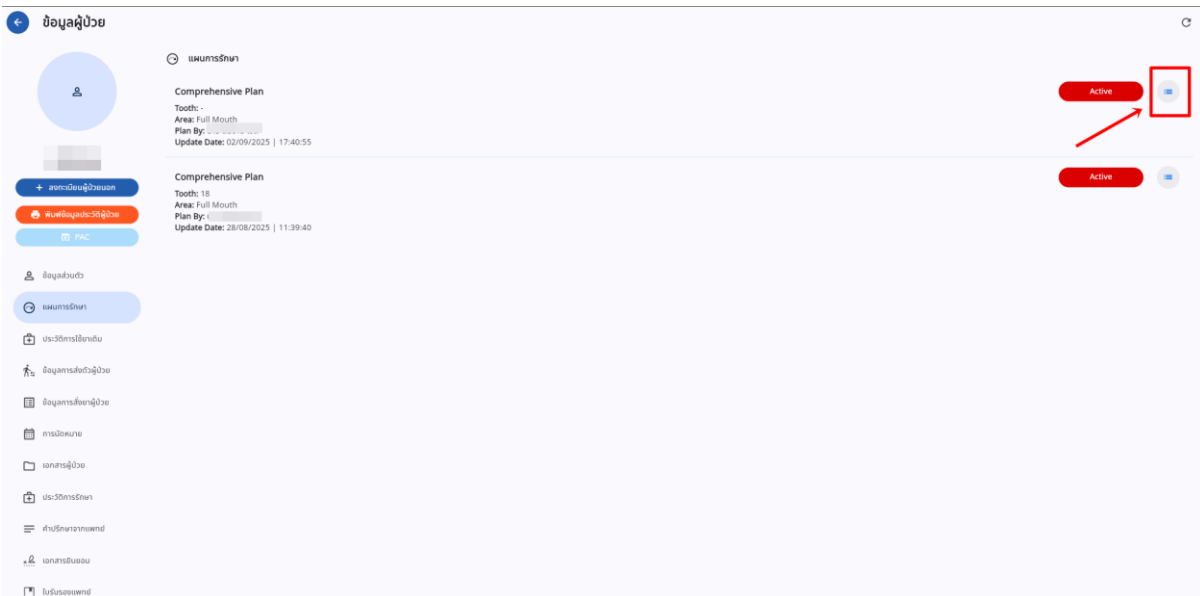 ข้อมูลผู้ป่วย
แผนการรักษา
Comprehensive Plan
Active
Tooth: -
Area: Full Mouth
Plan By:
Update Date: 02/09/2025 | 17:40:55
Comprehensive Plan
Active
Tooth: 18
Area: Full Mouth
Plan By:
Update Date: 28/08/2025 | 11:39:40
+ ลงทะเบียนผู้ป่วยนอก
พิมพ์ข้อมูลประวัติผู้ป่วย
PAC
ข้อมูลส่วนตัว
แผนการรักษา
ประวัติการใช้ยาเดิม
ข้อมูลการส่งตัวผู้ป่วย
ข้อมูลการสั่งยาผู้ป่วย
การนัดหมาย
เอกสารผู้ป่วย
ประวัติการรักษา
คำปรึกษาจากแพทย์
เอกสารยินยอม
ใบรับรองแพทย์